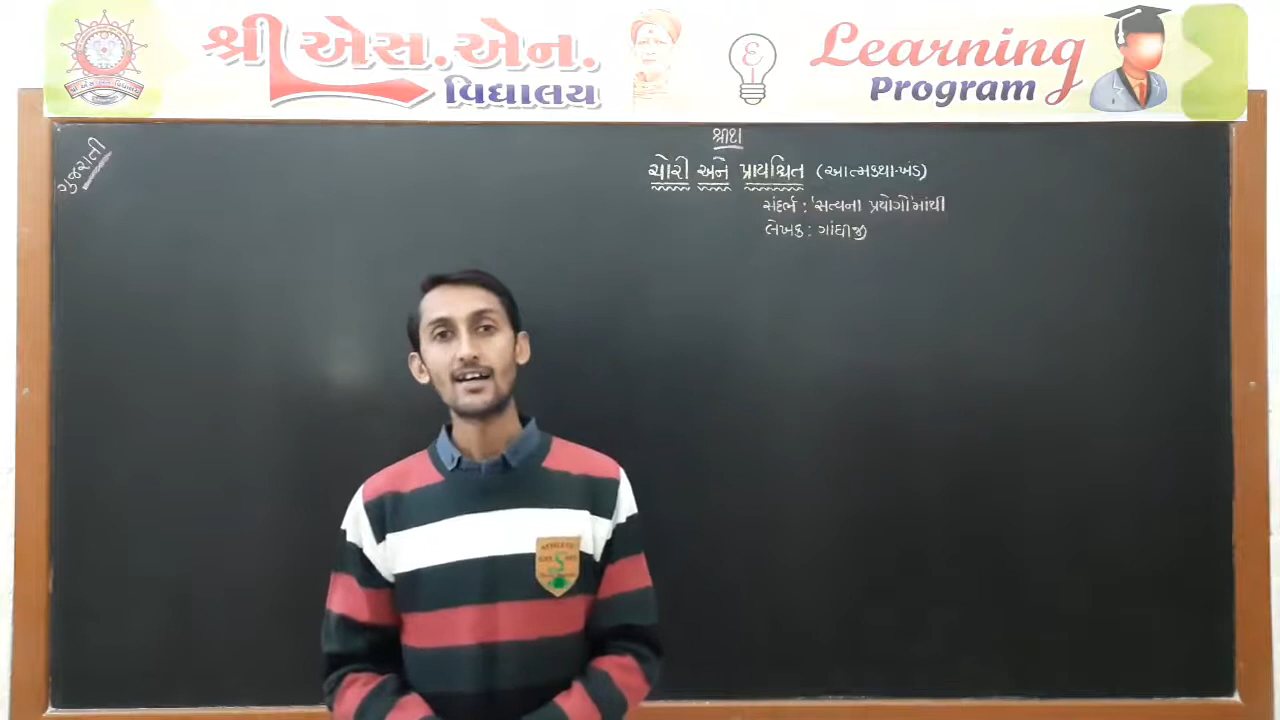 શ્રી એસ.એન.
વિદ્યાલય
Learning
Program
ગુજરાતી
ચોરી અને પ્રાયશ્ચિત (આત્મકથા-ખંડ)
સંદર્ભ : 'સત્યના પ્રયોગો'માંથી
લેખક : ગાંધીજી